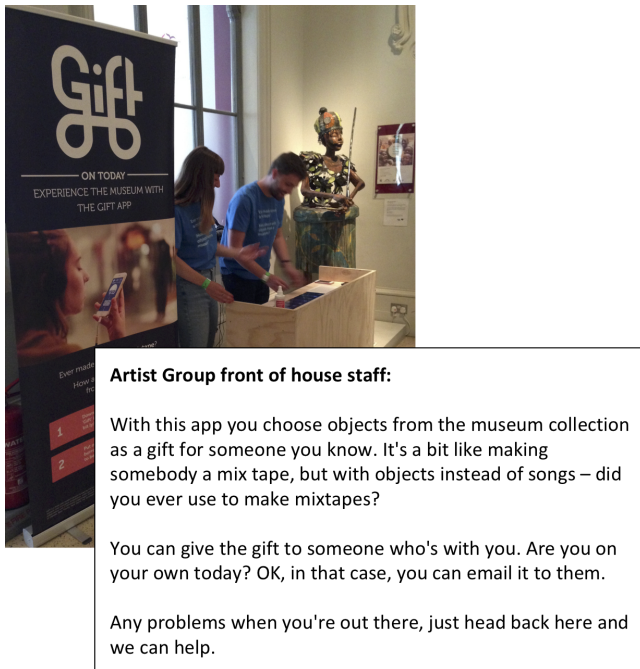 Gift
ON TODAY
EXPERIENCE THE MUSEUM WITH
THE GIFT APP
Ever made
How a
fro
1
2
Artist Group front of house staff:
With this app you choose objects from the museum collection
as a gift for someone you know. It's a bit like making
somebody a mix tape, but with objects instead of songs – did
you ever use to make mixtapes?
You can give the gift to someone who's with you. Are you on
your own today? OK, in that case, you can email it to them.
Any problems when you're out there, just head back here and
we can help.